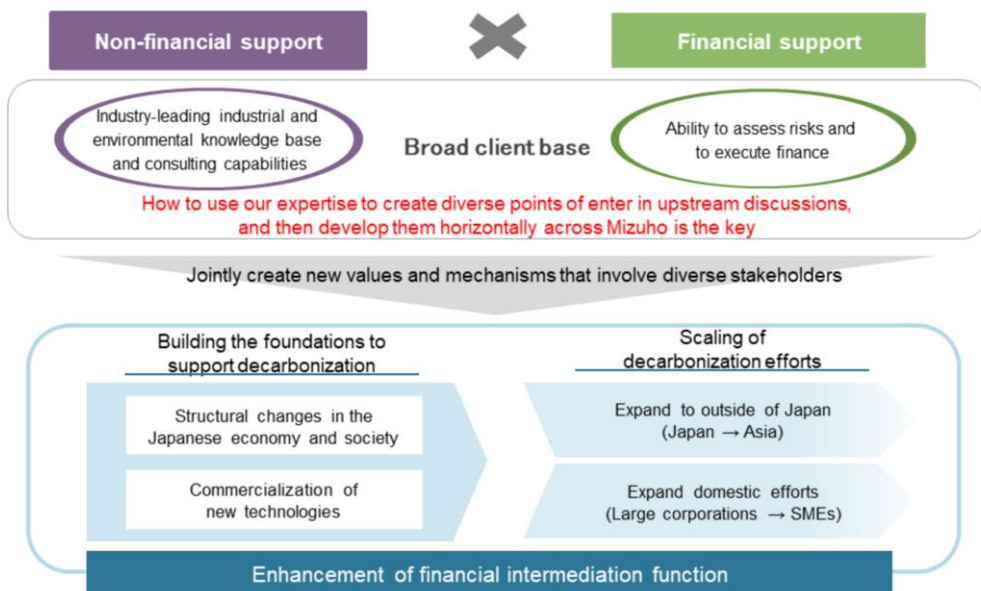 Non-financial support
Financial support
Industry-leading industrial and
environmental knowledge base
and consulting capabilities
Broad client base
Ability to assess risks and
to execute finance
How to use our expertise to create diverse points of enter in upstream discussions,
and then develop them horizontally across Mizuho is the key
Jointly create new values and mechanisms that involve diverse stakeholders
Building the foundations to
support decarbonization
Structural changes in the
Japanese economy and society
Commercialization of
new technologies
Scaling of
decarbonization efforts
Expand to outside of Japan
(Japan → Asia)
Expand domestic efforts
(Large corporations → SMEs)
Enhancement of financial intermediation function